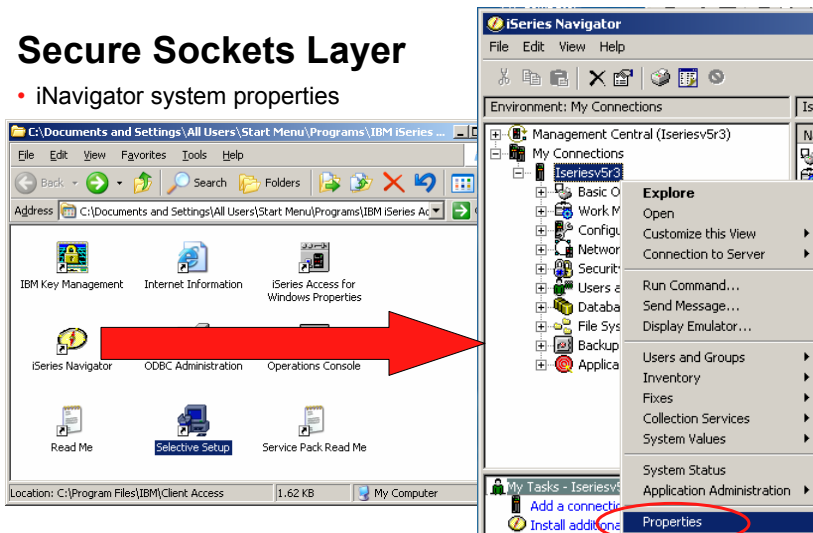 Secure Sockets Layer
• iNavigator system properties
C:\Documents and Settings\All Users\Start Menu\Programs\IBM iSeries ...
File Edit View Favorites Tools Help
Back Search Folders
Address C:\Documents and Settings\All Users\Start Menu\Programs\IBM iSeries Ac
IBM Key Management
Internet Information
iSeries Access for Windows Properties
iSeries Navigator
ODBC Administration
Operations Console
Read Me
Selective Setup
Service Pack Read Me
Location: C:\Program Files\IBM\Client Access 1.62 KB My Computer
iSeries Navigator
File Edit View Help
Environment: My Connections
Is
Management Central (Iseriesv5r3)
My Connections
Iseriesv5r3
Basic O
Work M
Configu
Networ
Securit
Users a
Databa
File Sys
Backup
Applica
Explore
Open
Customize this View
Connection to Server
Run Command...
Send Message...
Display Emulator...
Users and Groups
Inventory
Fixes
Collection Services
System Values
System Status
Application Administration
Properties
My Tasks - Iseriesv5
Add a connectio
Install additiona